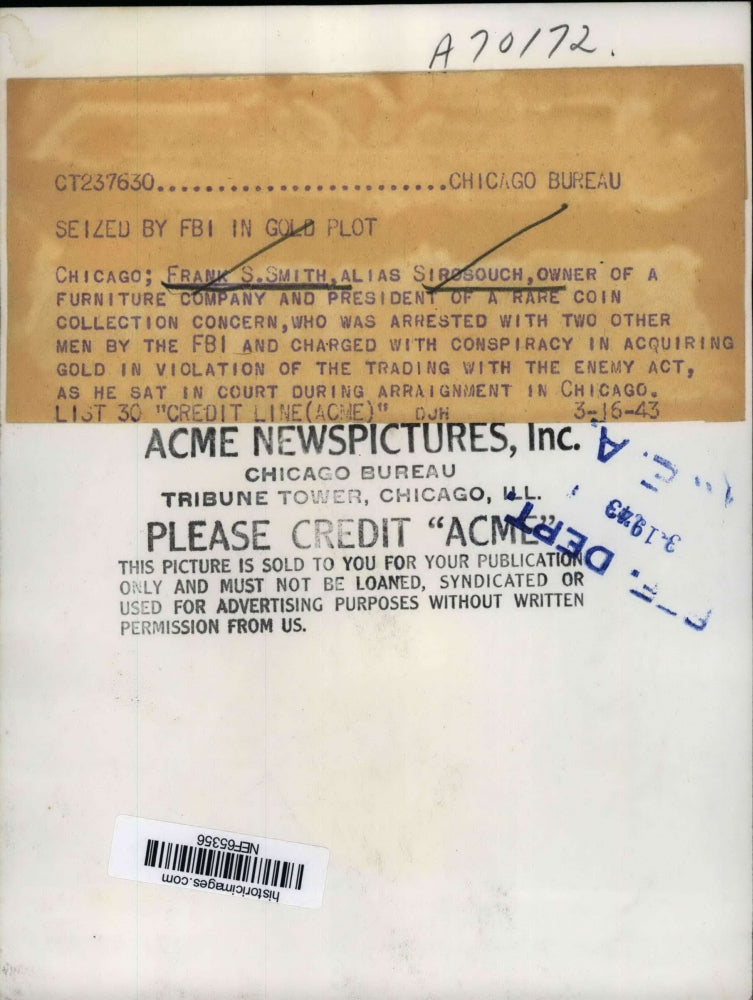 A70172.
CT237630........................CHICAGO BUREAU
SEIZED BY FBI IN GOLD PLOT
CHICAGO; FRANK S.SMITH,ALIAS SIROSOUCH,OWNER OF A
FURNITURE COMPANY AND PRESIDENT OF A RARE COIN
COLLECTION CONCERN,WHO WAS ARRESTED WITH TWO OTHER
MEN BY THE FBI AND CHARGED WITH CONSPIRACY IN ACQUIRING
GOLD IN VIOLATION OF THE TRADING WITH THE ENEMY ACT,
AS HE SAT IN COURT DURING ARRAIGNMENT IN CHICAGO.
LIST 30 "CREDIT LINE(ACME)" DJH 3-16-43
ACME NEWSPICTURES, Inc.
CHICAGO BUREAU
TRIBUNE TOWER, CHICAGO, ILL.
PLEASE CREDIT “ACME”
THIS PICTURE IS SOLD TO YOU FOR YOUR PUBLICATION
ONLY AND MUST NOT BE LOANED, SYNDICATED OR
USED FOR ADVERTISING PURPOSES WITHOUT WRITTEN
PERMISSION FROM US.
DEPT.
historicimages.com
NEF65356